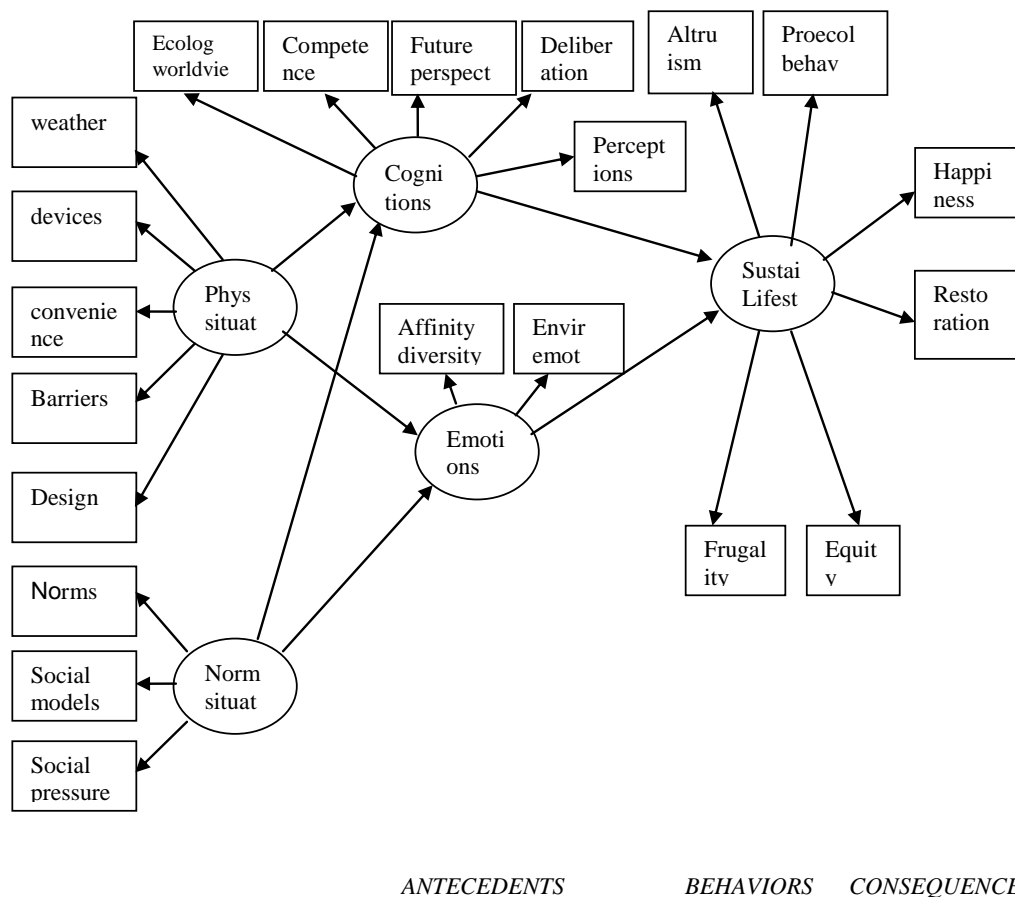 Ecolog
worldvie
Compete
nce
Future
perspect
Deliber
ation
Altru
ism
Proecol
behav
weather
Percept
ions
Cogni
tions
Happi
ness
devices
Phys
situat
Sustai
Lifest
convenie
nce
Affinity
diversity
Envir
emot
Resto
ration
Barriers
Emoti
ons
Design
Frugal
ity
Equit
y
Norms
Social
models
Norm
situat
Social
pressure
ANTECEDENTS BEHAVIORS CONSEQUENCE